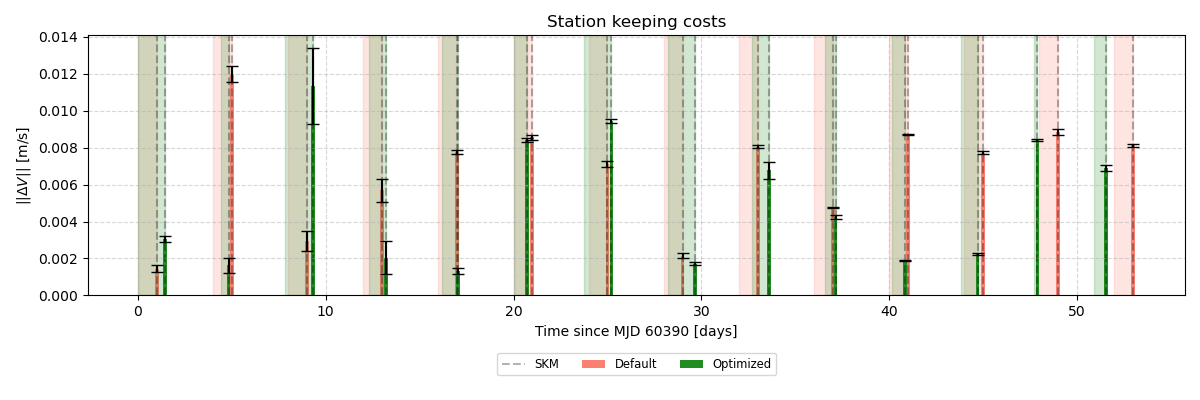 Station keeping costs
0.014
0.012
0.010
0.008
0.006
0.004
0.002
0.000
||ΔV|| [m/s]
0 10 20 30 40 50
Time since MJD 60390 [days]
SKM Default Optimized